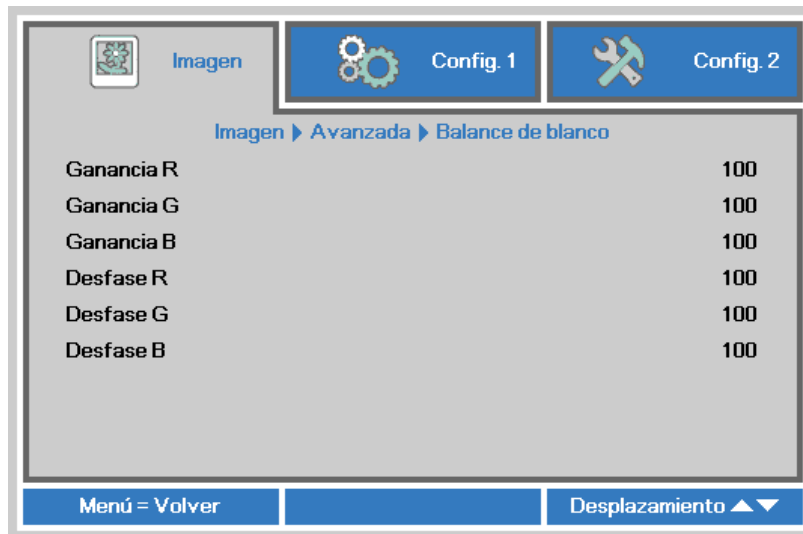 Imagen Config. 1 Config. 2
Imagen Avanzada Balance de blanco
Ganancia R 100
Ganancia G 100
Ganancia B 100
Desfase R 100
Desfase G 100
Desfase B 100
Menú = Volver Desplazamiento